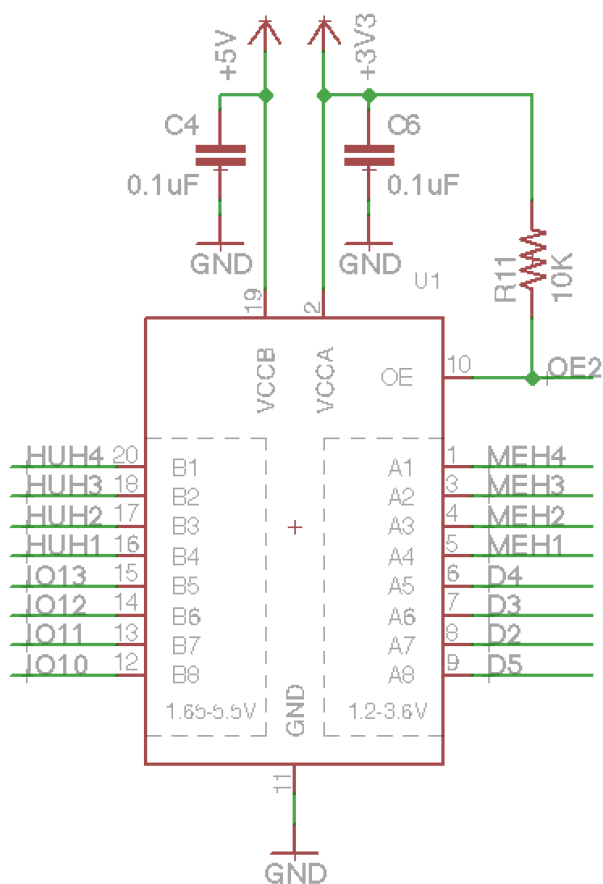 +5V
+3V3
C4
C6
0.1uF
0.1uF
GND
GND
R11
10K
U1
19
2
VCCB
VCCA
OE
10
OE2
HUH4 20 B1 A1 1 MEH4
HUH3 18 B2 A2 3 MEH3
HUH2 17 B3 A3 4 MEH2
HUH1 16 B4 A4 5 MEH1
IO13 15 B5 A5 6 D4
IO12 14 B6 A6 7 D3
IO11 13 B7 A7 8 D2
IO10 12 B8 A8 9 D5
1.65-5.5V
GND
1.2-3.6V
11
GND